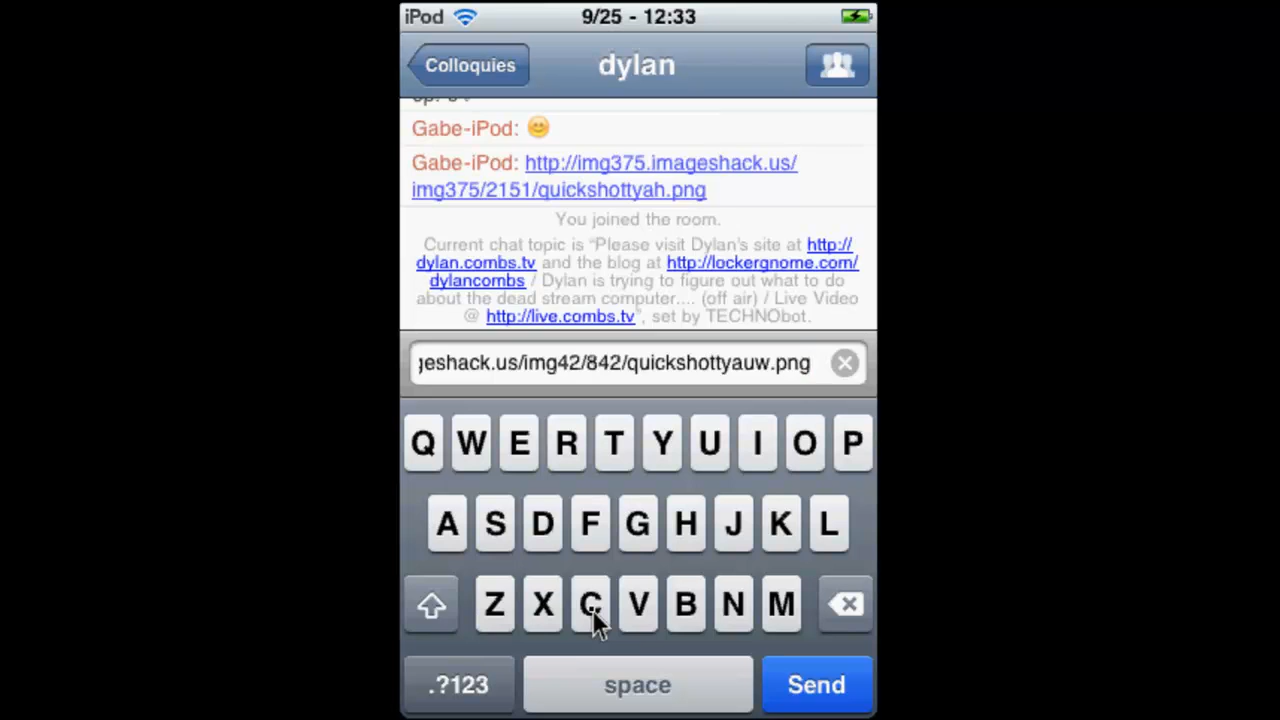 iPod 9/25 - 12:33
Colloquies dylan
Gabe-iPod:
Gabe-iPod: http://img375.imageshack.us/
img375/2151/quickshottyah.png
You joined the room.
Current chat topic is “Please visit Dylan's site at http://
dylan.combs.tv and the blog at http://lockergnome.com/
dylancombs / Dylan is trying to figure out what to do
about the dead stream computer.... (off air) / Live Video
@ http://live.combs.tv”, set by TECHNObot.
geshack.us/img42/842/quickshottyauw.png
Q W E R T Y U I O P
A S D F G H J K L
Z X C V B N M
.?123 space Send